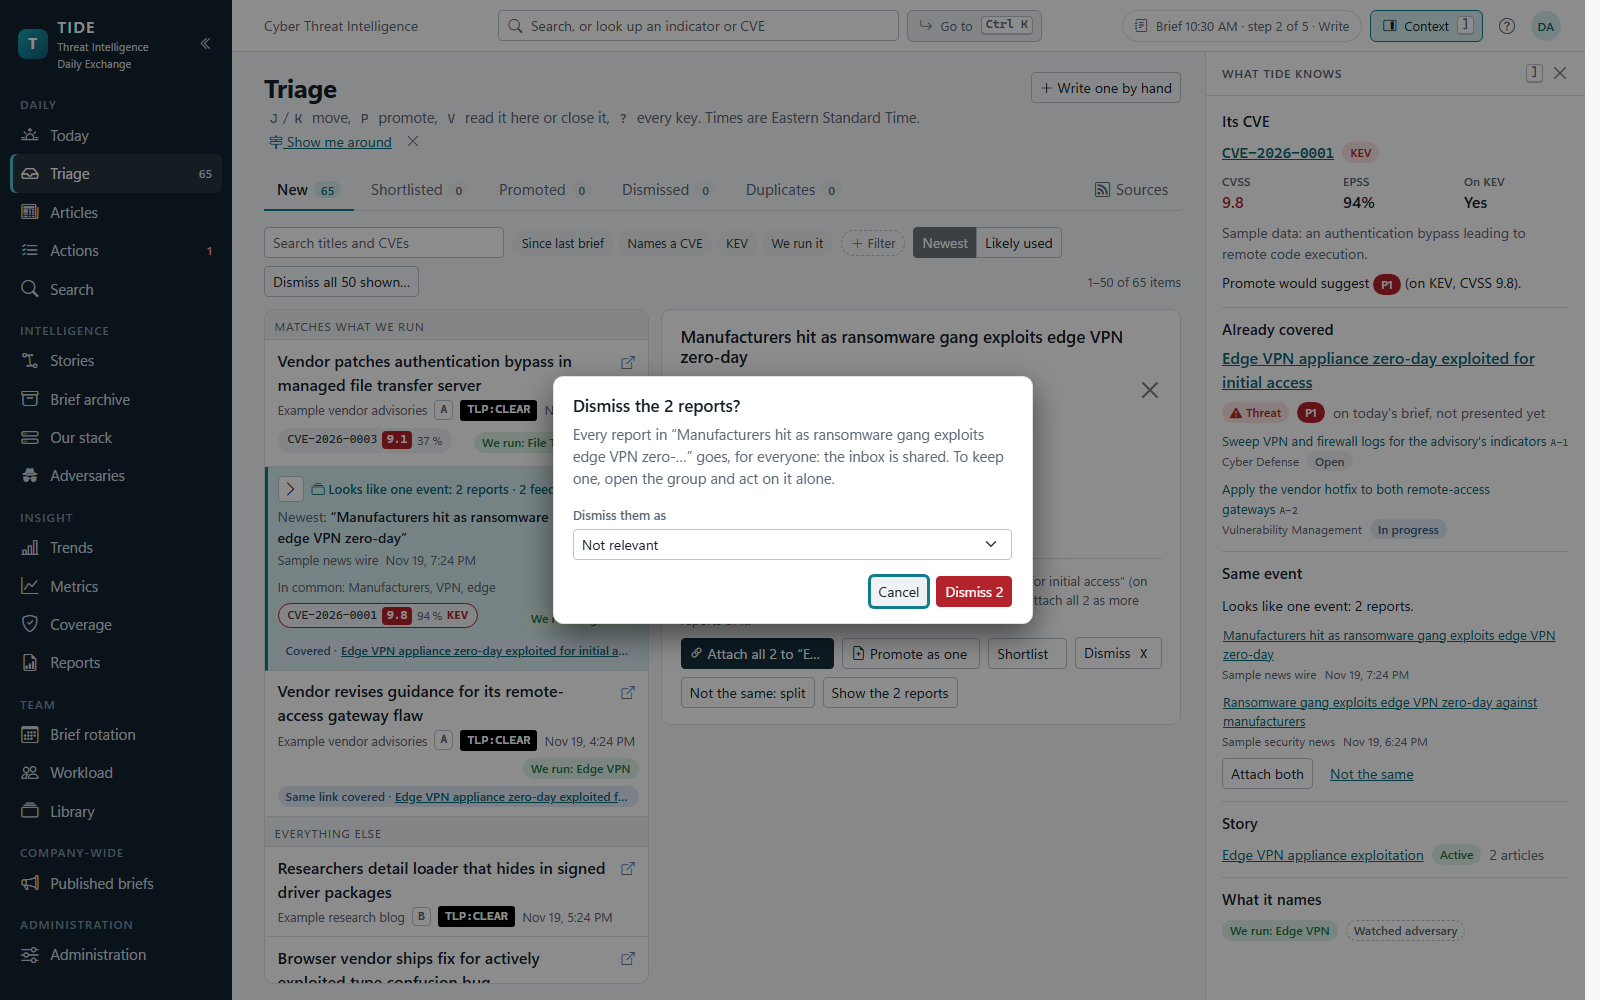 TIDE
Threat Intelligence
Daily Exchange
DAILY
Today
Triage 65
Articles
Actions 1
Search
INTELLIGENCE
Stories
Brief archive
Our stack
Adversaries
INSIGHT
Trends
Metrics
Coverage
Reports
TEAM
Brief rotation
Workload
Library
COMPANY-WIDE
Published briefs
ADMINISTRATION
Administration
Cyber Threat Intelligence
Search, or look up an indicator or CVE
Go to Ctrl K
Brief 10:30 AM · step 2 of 5 · Write
Context ]
DA
Triage
Write one by hand
J / K move, P promote, V read it here or close it, ? every key. Times are Eastern Standard Time.
Show me around
New 65
Shortlisted 0
Promoted 0
Dismissed 0
Duplicates 0
Sources
Search titles and CVEs
Since last brief
Names a CVE
KEV
We run it
+ Filter
Newest
Likely used
Dismiss all 50 shown...
1–50 of 65 items
MATCHES WHAT WE RUN
Vendor patches authentication bypass in
managed file transfer server
Example vendor advisories A TLP:CLEAR
CVE-2026-0003 9.1 37 %
We run: File
Looks like one event: 2 reports · 2
Newest: “Manufacturers hit as ransomware
edge VPN zero-day”
Sample news wire Nov 19, 7:24 PM
In common: Manufacturers, VPN, edge
CVE-2026-0001 9.8 94 % KEV
Covered · Edge VPN appliance zero-day exploited for initial a...
Vendor revises guidance for its remote-
access gateway flaw
Example vendor advisories A TLP:CLEAR Nov 19, 4:24 PM
We run: Edge VPN
Same link covered · Edge VPN appliance zero-day exploited f...
EVERYTHING ELSE
Researchers detail loader that hides in signed
driver packages
Example research blog B TLP:CLEAR Nov 19, 5:24 PM
Browser vendor ships fix for actively
exploited type confusion bug
Manufacturers hit as ransomware gang exploits edge VPN
zero-day
Dismiss the 2 reports?
Every report in “Manufacturers hit as ransomware gang exploits
edge VPN zero-...” goes, for everyone: the inbox is shared. To keep
one, open the group and act on it alone.
Dismiss them as
Not relevant
Cancel
Dismiss 2
or initial access” (on
ttach all 2 as more
Attach all 2 to “E...
Promote as one
Shortlist
Dismiss X
Not the same: split
Show the 2 reports
WHAT TIDE KNOWS ]
Its CVE
CVE-2026-0001 KEV
CVSS EPSS On KEV
9.8 94% Yes
Sample data: an authentication bypass leading to
remote code execution.
Promote would suggest P1 (on KEV, CVSS 9.8).
Already covered
Edge VPN appliance zero-day exploited for
initial access
Threat P1 on today's brief, not presented yet
Sweep VPN and firewall logs for the advisory's indicators A-1
Cyber Defense Open
Apply the vendor hotfix to both remote-access
gateways A-2
Vulnerability Management In progress
Same event
Looks like one event: 2 reports.
Manufacturers hit as ransomware gang exploits edge VPN
zero-day
Sample news wire Nov 19, 7:24 PM
Ransomware gang exploits edge VPN zero-day against
manufacturers
Sample security news Nov 19, 6:24 PM
Attach both
Not the same
Story
Edge VPN appliance exploitation Active 2 articles
What it names
We run: Edge VPN
Watched adversary